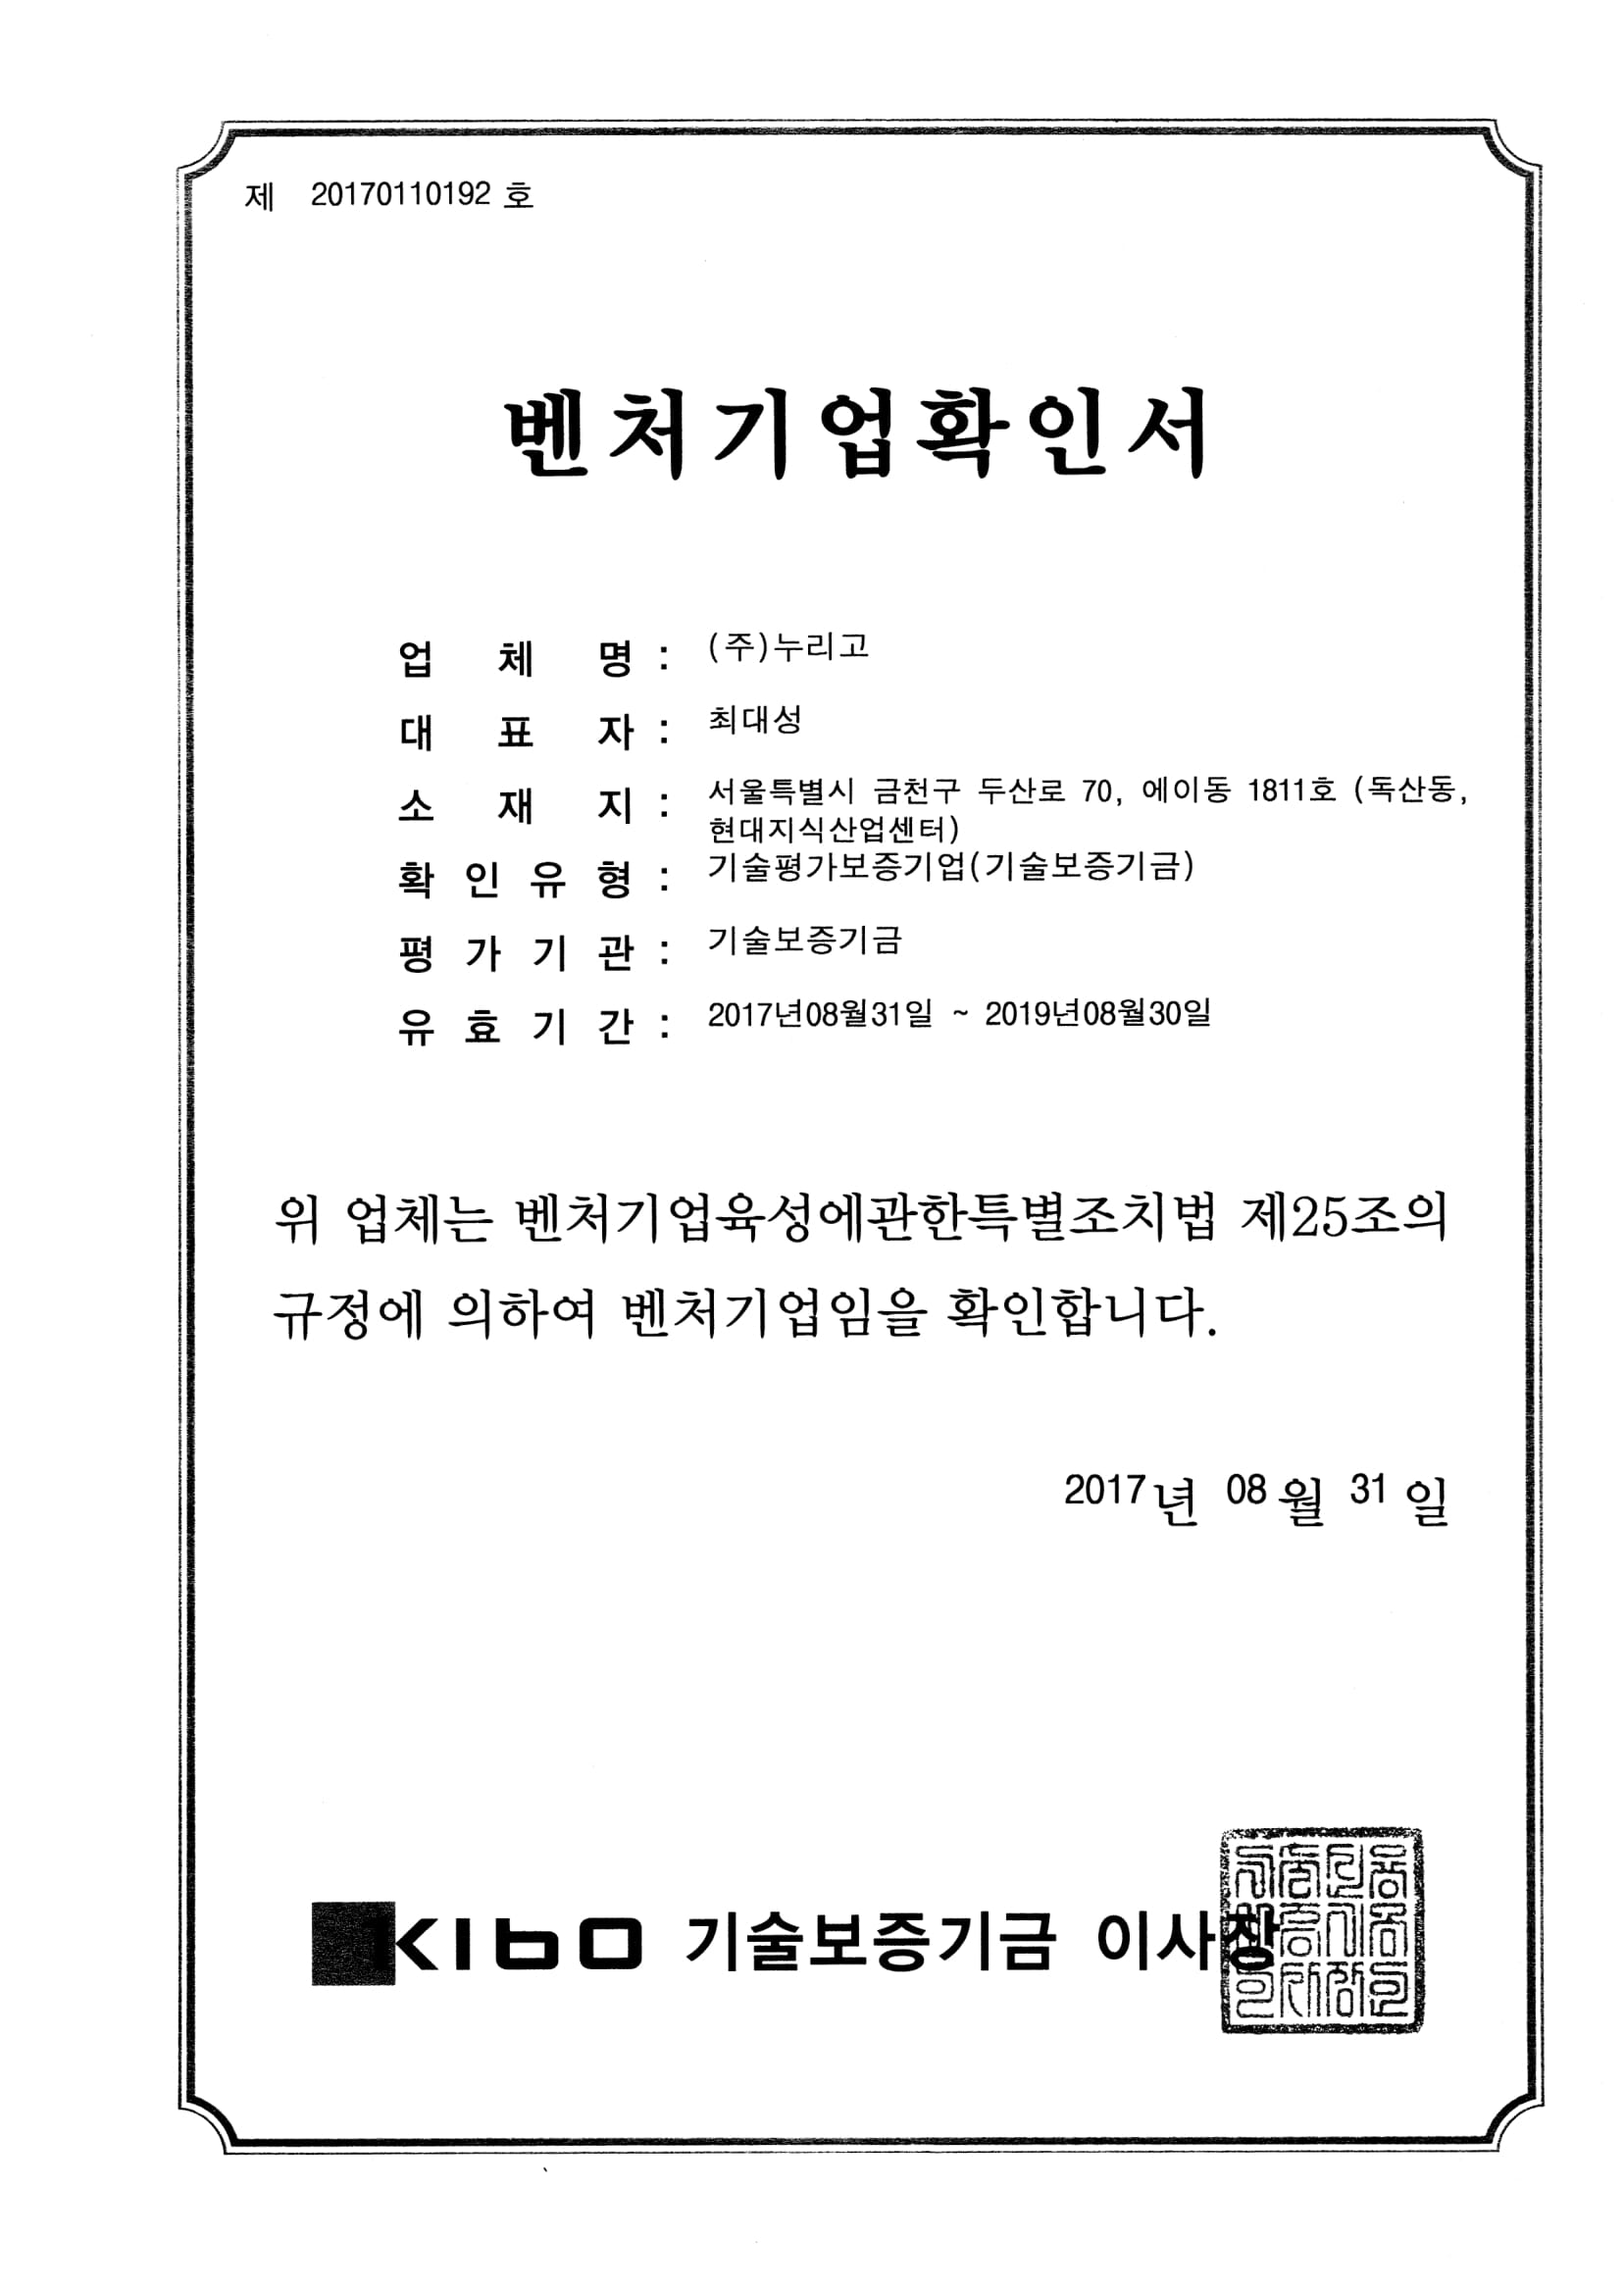 제 20170110192 호
벤처기업확인서
업 체 명 : (주)누리고
대 표 자 : 최대성
소 재 지 : 서울특별시 금천구 두산로 70, 에이동 1811호 (독산동,
현대지식산업센터)
확 인 유 형 : 기술평가보증기업(기술보증기금)
평 가 기 관 : 기술보증기금
유 효 기 간 : 2017년08월31일 ~ 2019년08월30일
위 업체는 벤처기업육성에관한특별조치법 제25조의
규정에 의하여 벤처기업임을 확인합니다.
2017년 08월 31일
KIBO 기술보증기금 이사장